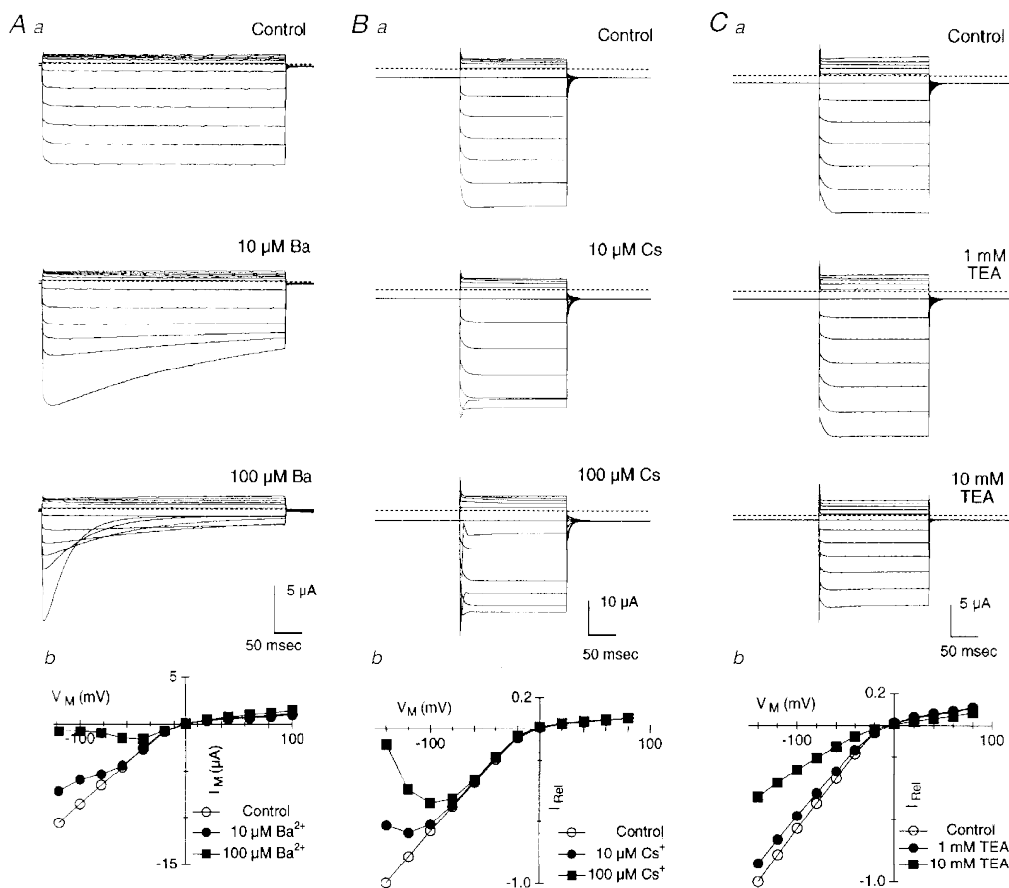 A a
Control
10 µM Ba
100 µM Ba
5 µA
50 msec
b
5
V_M (mV)
-100
100
I_M (µA)
Control
10 µM Ba²⁺
100 µM Ba²⁺
-15
B a
Control
10 µM Cs
100 µM Cs
10 µA
50 msec
b
0.2
V_M (mV)
-100
100
I_Rel
Control
10 µM Cs⁺
100 µM Cs⁺
-1.0
C a
Control
1 mM
TEA
10 mM
TEA
5 µA
50 msec
b
0.2
V_M (mV)
-100
100
I_Rel
Control
1 mM TEA
10 mM TEA
-1.0